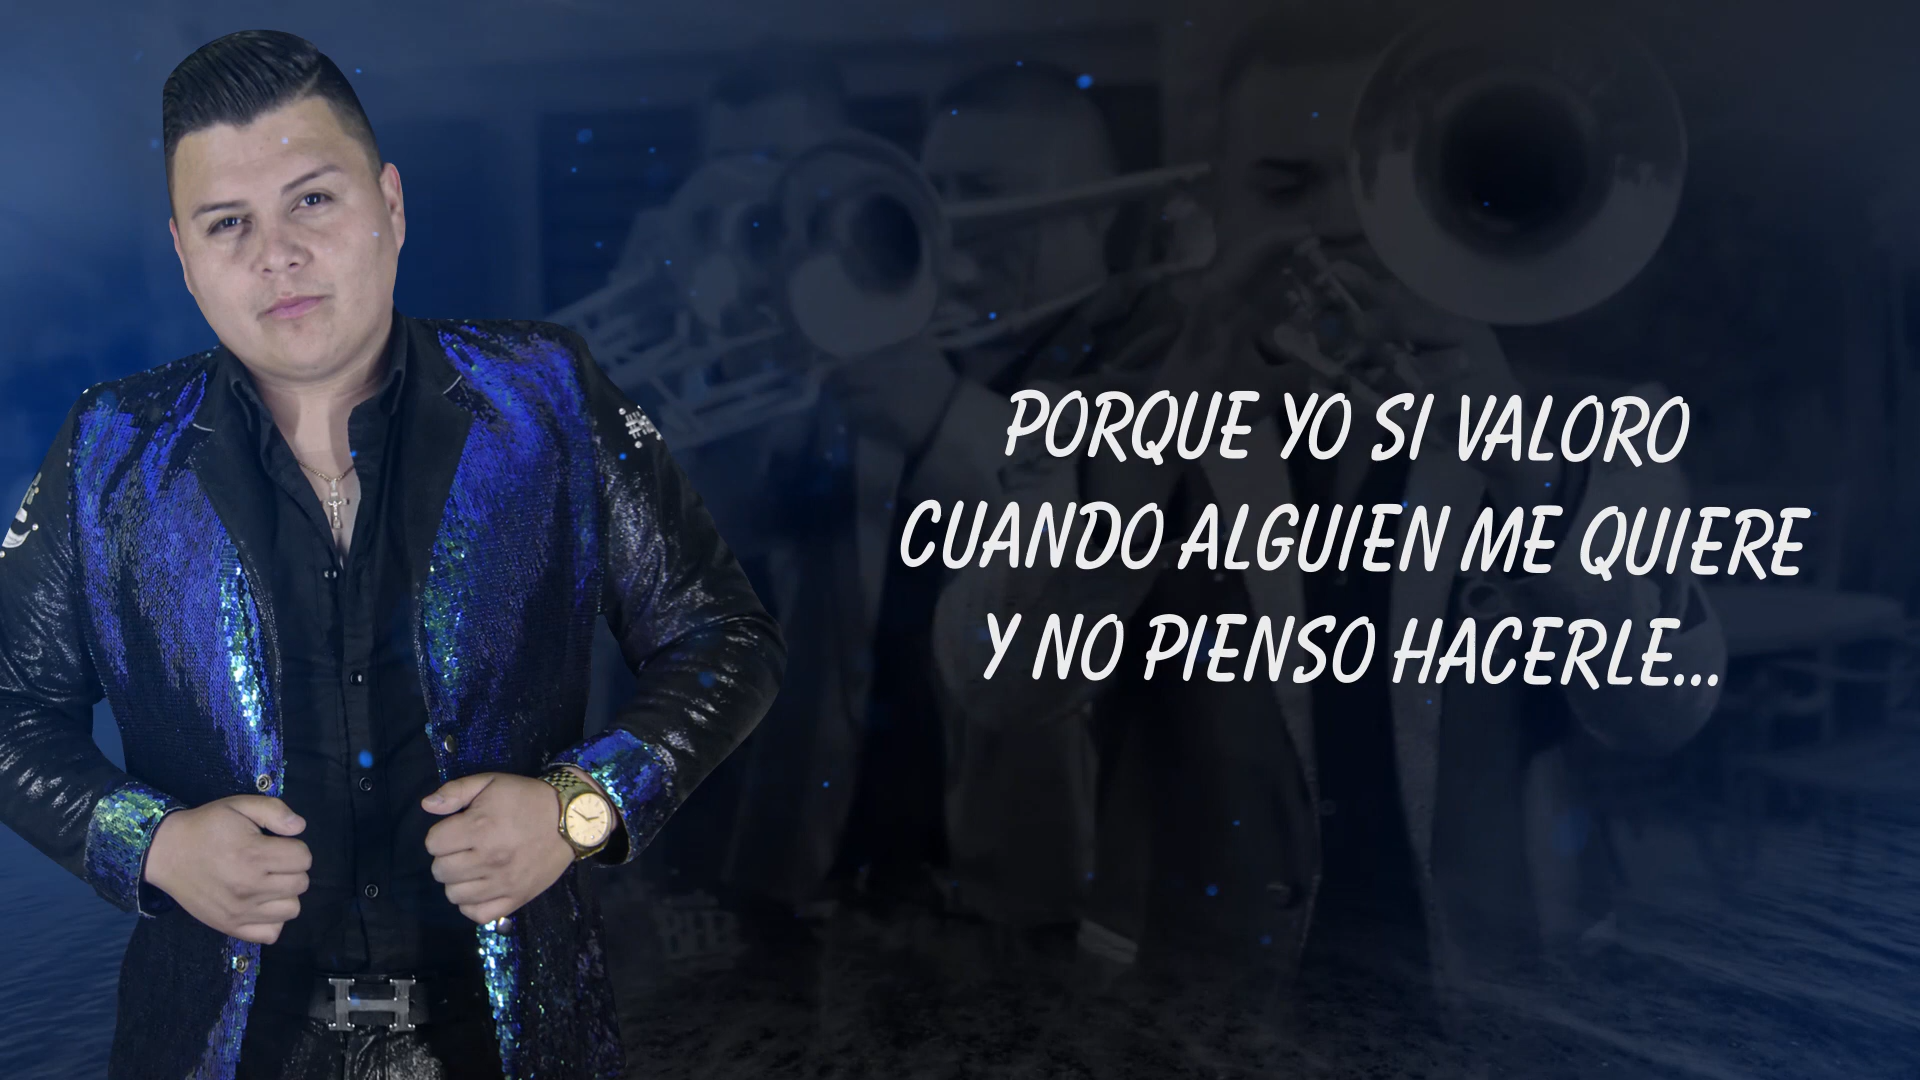 PORQUE YO SI VALORO
CUANDO ALGUIEN ME QUIERE
Y NO PIENSO HACERLE...